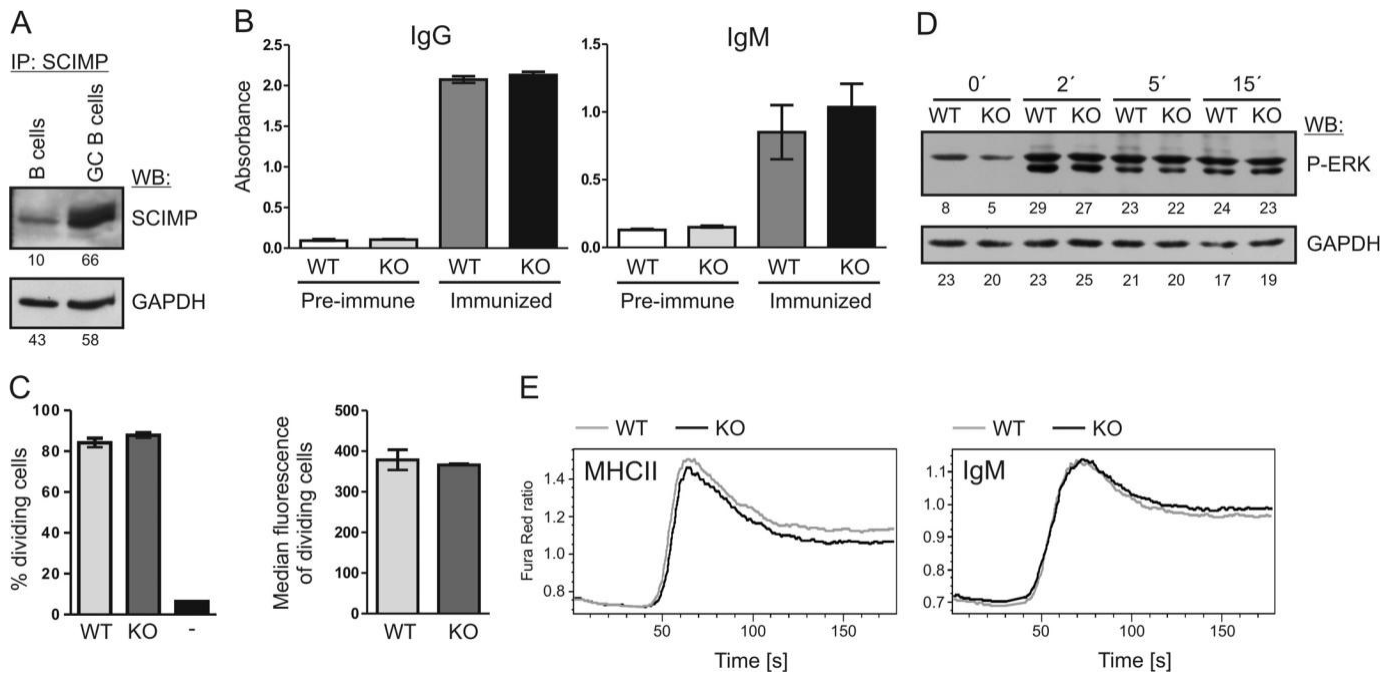 A
IP: SCIMP
B cells
GC B cells
WB:
SCIMP
10 66
GAPDH
43 58
B
IgG
Absorbance
2.5
2.0
1.5
1.0
0.5
0.0
WT KO WT KO
Pre-immune Immunized
IgM
1.5
1.0
0.5
0.0
WT KO WT KO
Pre-immune Immunized
D
0´ 2´ 5´ 15´
WT KO WT KO WT KO WT KO
WB:
P-ERK
8 5 29 27 23 22 24 23
GAPDH
23 20 23 25 21 20 17 19
C
% dividing cells
100
80
60
40
20
0
WT KO -
Median fluorescence
of dividing cells
500
400
300
200
100
0
WT KO
E
WT KO
MHCII
Fura Red ratio
1.4
1.2
1.0
0.8
50 100 150
Time [s]
WT KO
IgM
1.1
1.0
0.9
0.8
0.7
50 100 150
Time [s]